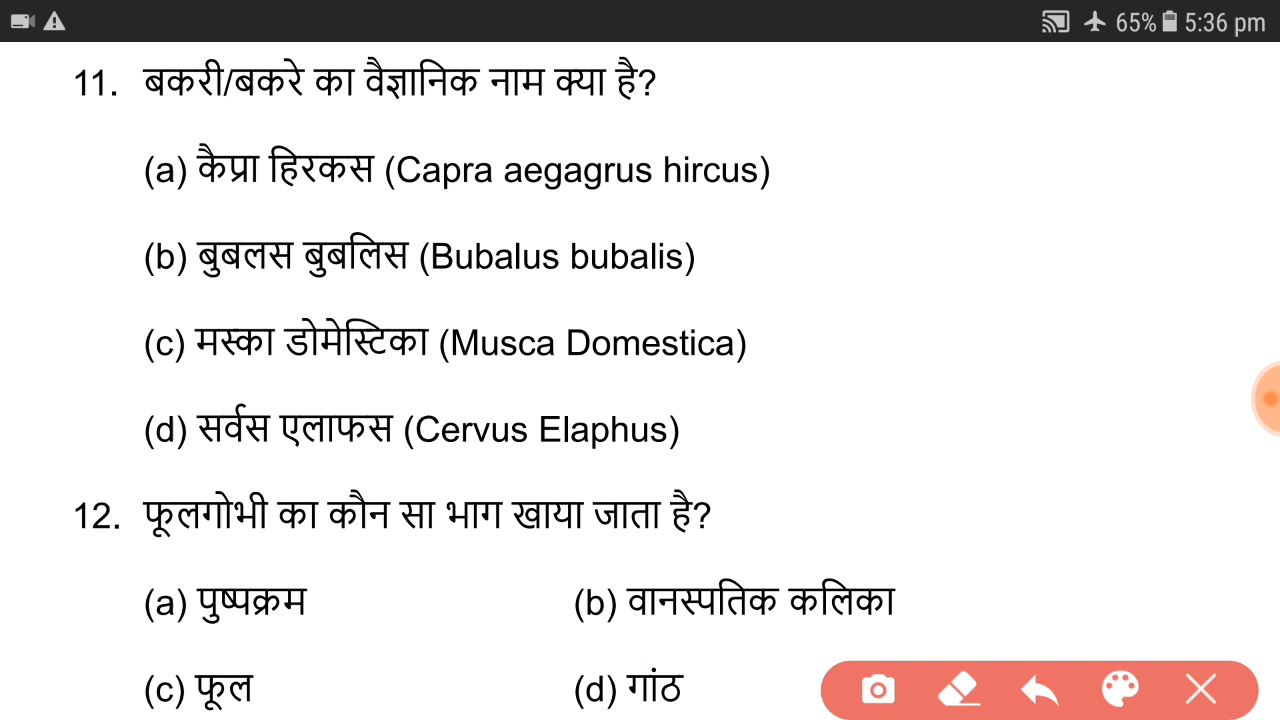 65% 5:36 pm
11. बकरी/बकरे का वैज्ञानिक नाम क्या है?
(a) कैप्रा हिरकस (Capra aegagrus hircus)
(b) बुबलस बुबलिस (Bubalus bubalis)
(c) मस्का डोमेस्टिका (Musca Domestica)
(d) सर्वस एलाफस (Cervus Elaphus)
12. फूलगोभी का कौन सा भाग खाया जाता है?
(a) पुष्पक्रम (b) वानस्पतिक कलिका
(c) फूल (d) गांठ